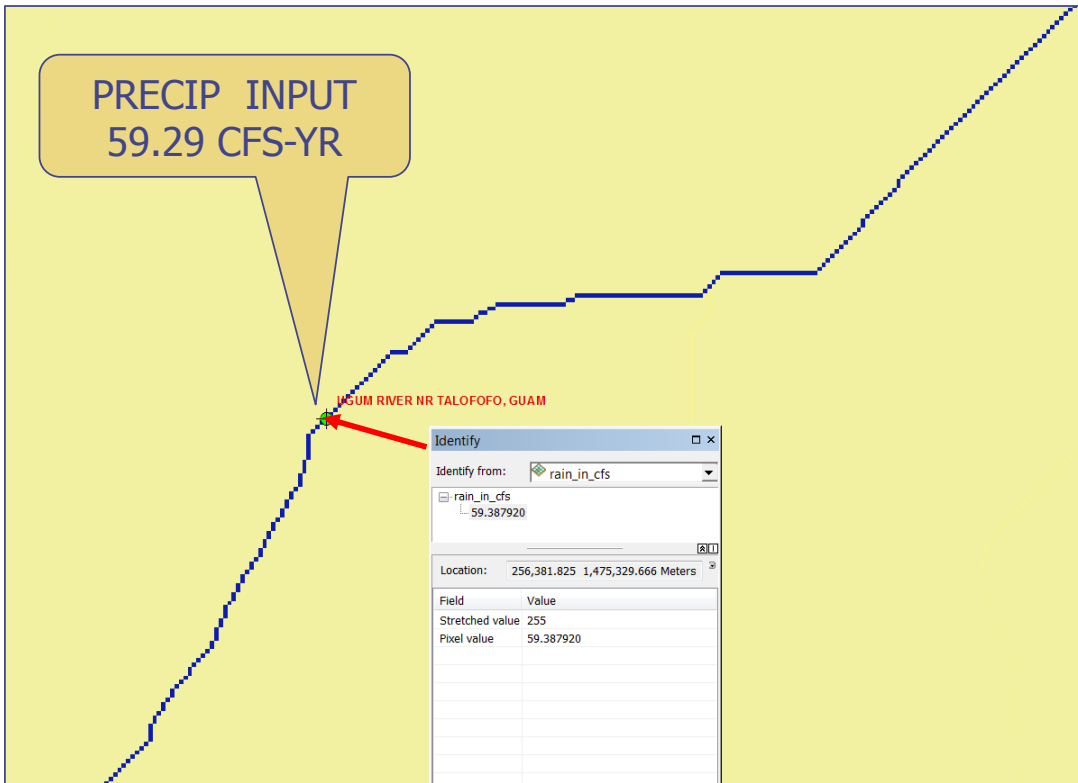 PRECIP INPUT
59.29 CFS-YR
UGUM RIVER NR TALOFOFO, GUAM
Identify
Identify from: rain_in_cfs
rain_in_cfs
59.387920
Location: 256,381.825 1,475,329.666 Meters
Field Value
Stretched value 255
Pixel value 59.387920